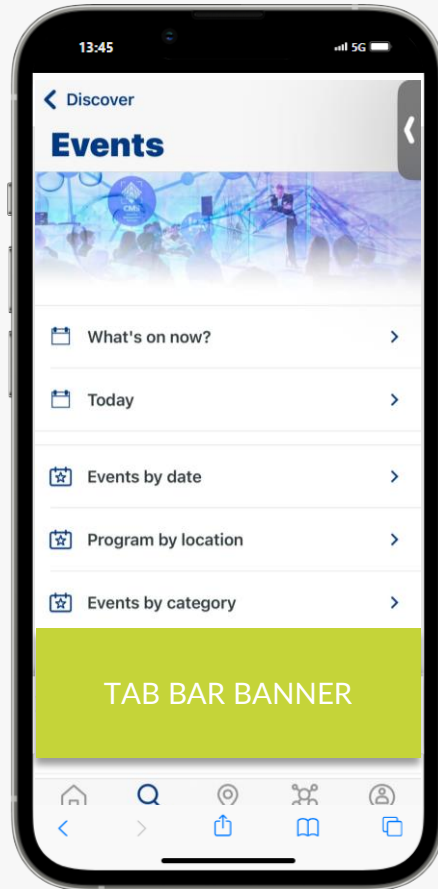 13:45
5G
Discover
Events
What's on now?
Today
Events by date
Program by location
Events by category
TAB BAR BANNER